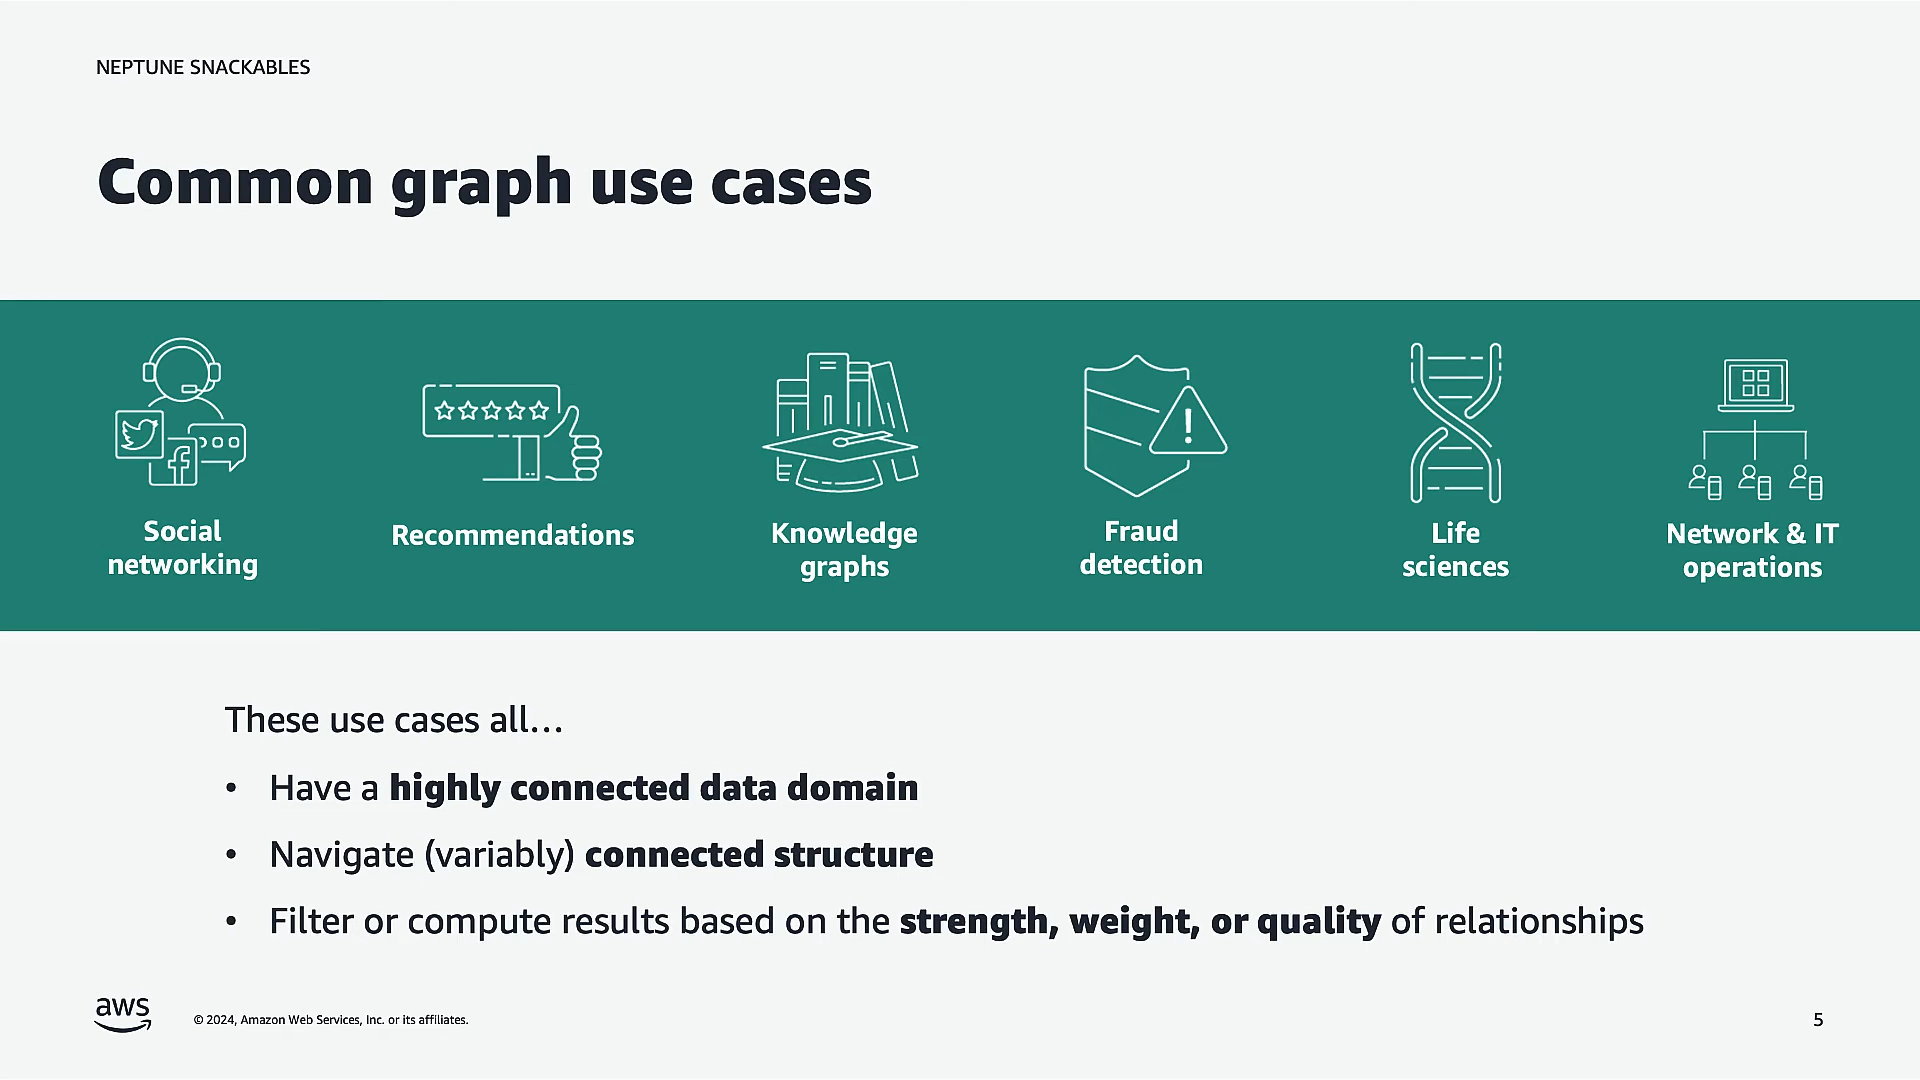 NEPTUNE SNACKABLES
Common graph use cases
Social
networking
Recommendations
Knowledge
graphs
Fraud
detection
Life
sciences
Network & IT
operations
These use cases all…
• Have a highly connected data domain
• Navigate (variably) connected structure
• Filter or compute results based on the strength, weight, or quality of relationships
aws
© 2024, Amazon Web Services, Inc. or its affiliates.
5